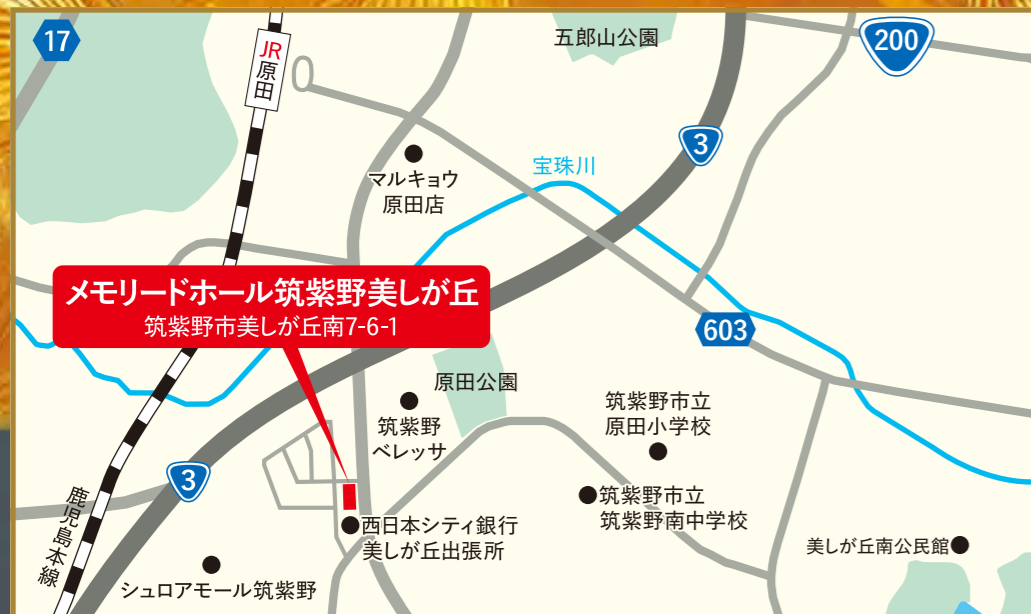 17
JR
原田
五郎山公園
200
3
マルキョウ
原田店
宝珠川
メモリードホール筑紫野美しが丘
筑紫野市美しが丘南7-6-1
603
原田公園
筑紫野
ベレッサ
筑紫野市立
原田小学校
3
筑紫野市立
筑紫野南中学校
鹿児島本線
西日本シティ銀行
美しが丘出張所
美しが丘南公民館
シュロアモール筑紫野